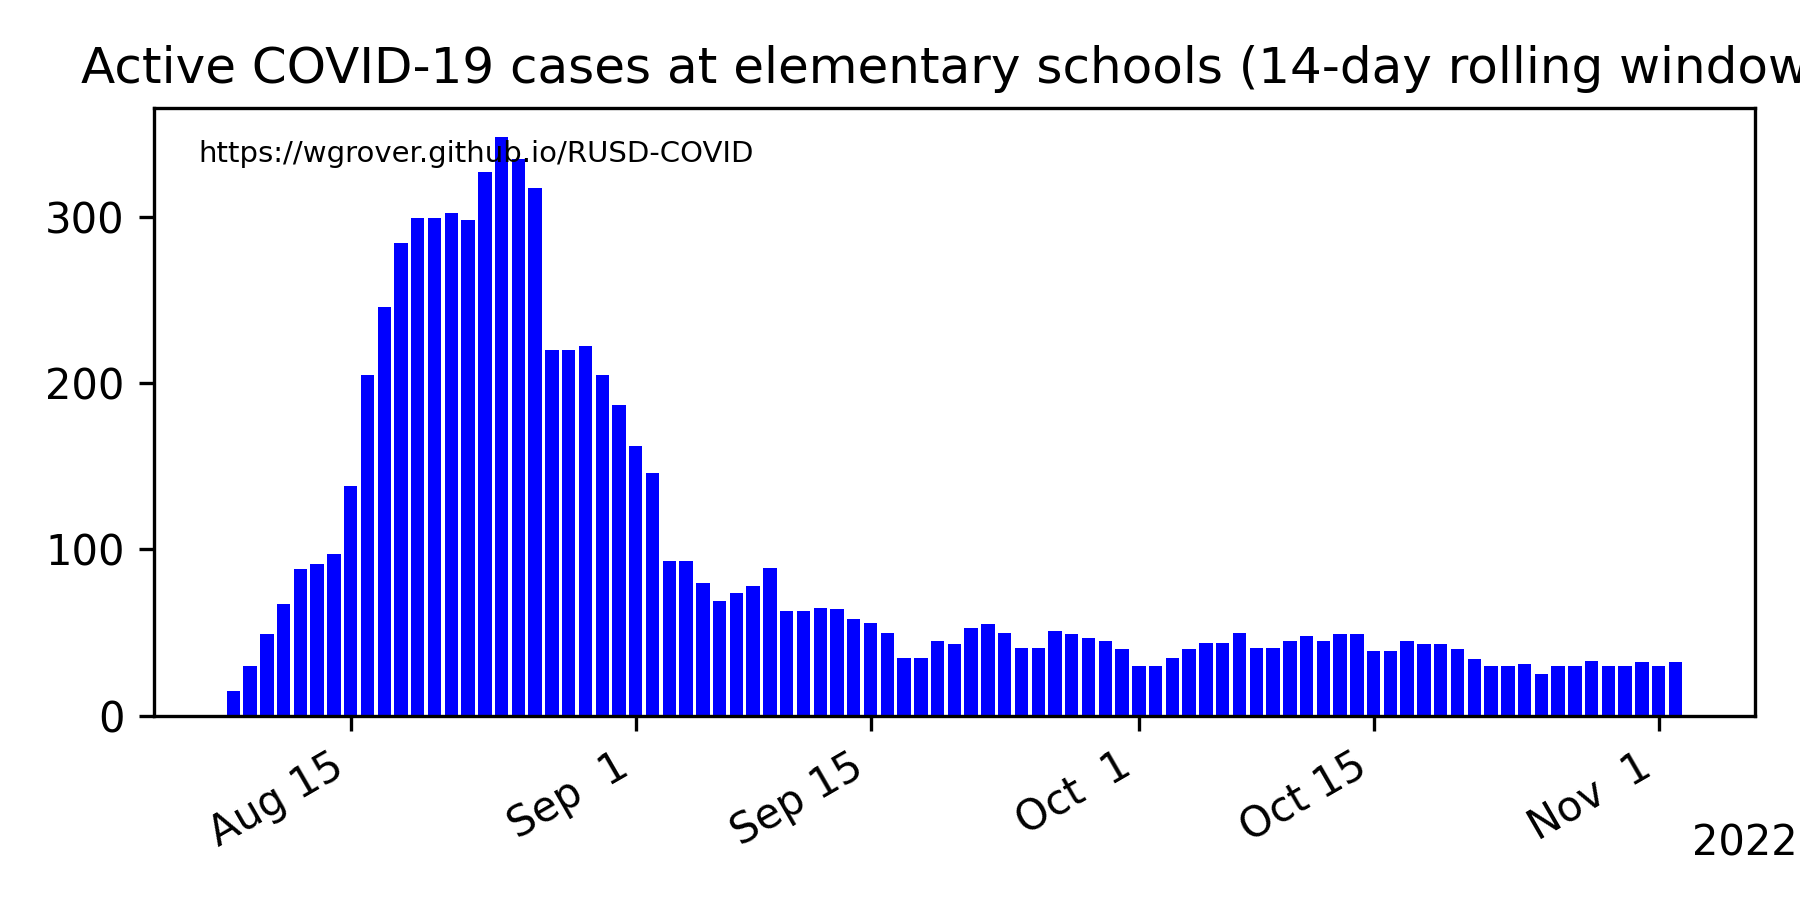 Active COVID-19 cases at elementary schools (14-day rolling window
https://wgrover.github.io/RUSD-COVID
300
200
100
0
Aug 15
Sep 1
Sep 15
Oct 1
Oct 15
Nov 1
2022